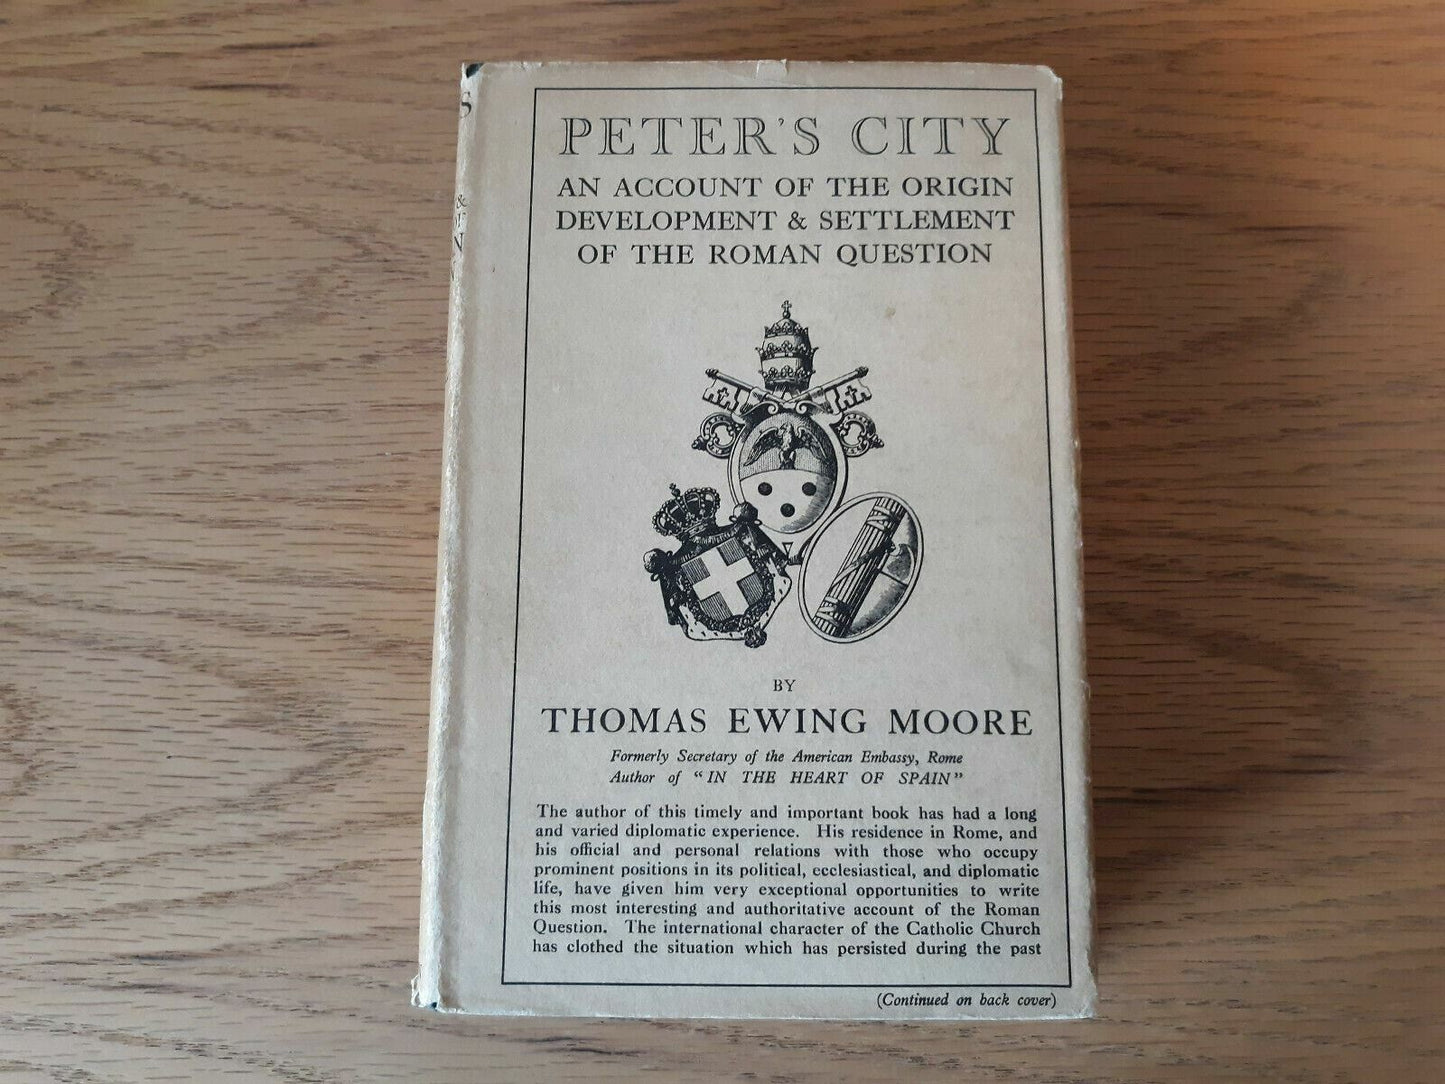 PETER'S CITY
AN ACCOUNT OF THE ORIGIN
DEVELOPMENT & SETTLEMENT
OF THE ROMAN QUESTION
BY
THOMAS EWING MOORE
Formerly Secretary of the American Embassy, Rome
Author of "IN THE HEART OF SPAIN"
The author of this timely and important book has had a long
and varied diplomatic experience. His residence in Rome, and
his official and personal relations with those who occupy
prominent positions in its political, ecclesiastical, and diplomatic
life, have given him very exceptional opportunities to write
this most interesting and authoritative account of the Roman
Question. The international character of the Catholic Church
has clothed the situation which has persisted during the past
(Continued on back cover)
S
&
N